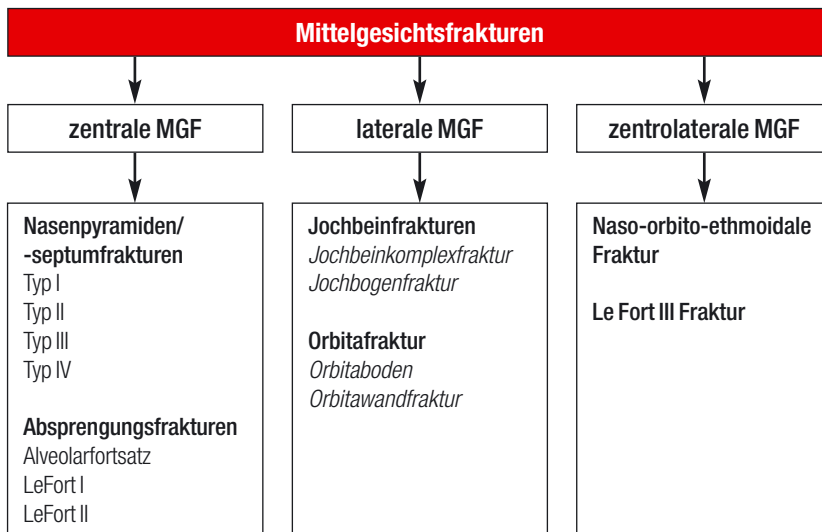 Mittelgesichtsfrakturen
zentrale MGF
laterale MGF
zentrolaterale MGF
Nasenpyramiden/
-septumfrakturen
Typ I
Typ II
Typ III
Typ IV
Absprengungsfrakturen
Alveolarfortsatz
LeFort I
LeFort II
Jochbeinfrakturen
Jochbeinkomplexfraktur
Jochbogenfraktur
Orbitafraktur
Orbitaboden
Orbitawandfraktur
Naso-orbito-ethmoidale
Fraktur
Le Fort III Fraktur